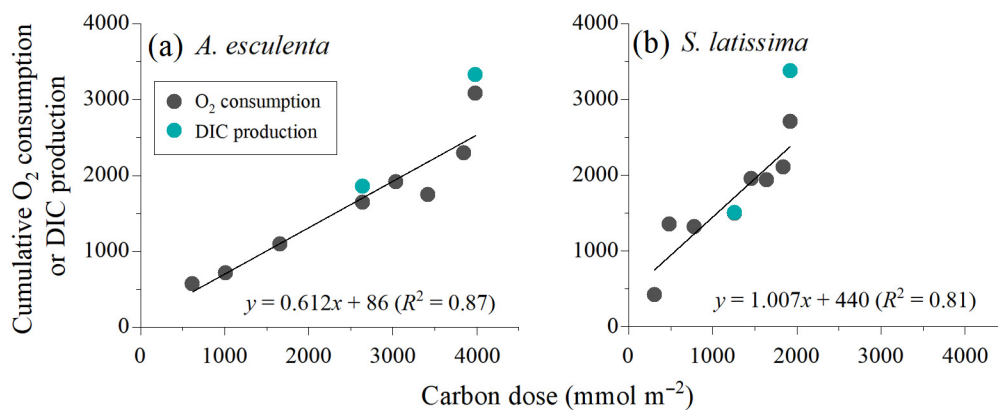 Cumulative O₂ consumption
or DIC production
(a) A. esculenta
4000
3000
2000
1000
0
O₂ consumption
DIC production
y = 0.612x + 86 (R² = 0.87)
0 1000 2000 3000 4000
(b) S. latissima
4000
3000
2000
1000
0
y = 1.007x + 440 (R² = 0.81)
0 1000 2000 3000 4000
Carbon dose (mmol m⁻²)